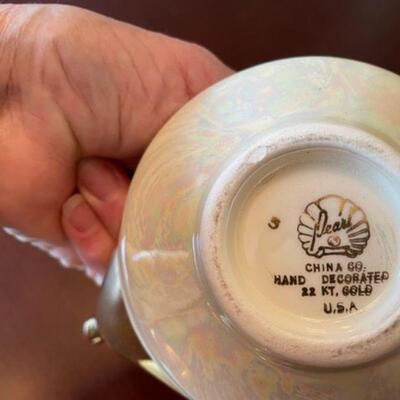 Pearl
CHINA CO.
HAND DECORATED
22 KT. GOLD
U.S.A